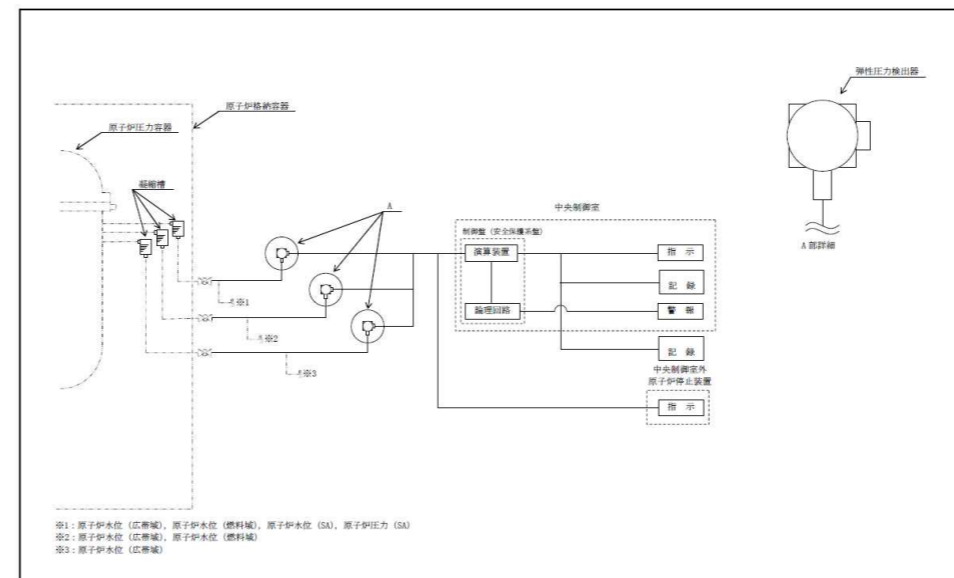 弾性圧力検出器
原子炉格納容器
原子炉圧力容器
凝縮槽
A
中央制御室
制御盤（安全保護系盤）
演算装置
指 示
A部詳細
記 録
※1
論理回路
警 報
※2
記 録
※3
中央制御室外
原子炉停止装置
指 示
※1：原子炉水位（広帯域），原子炉水位（燃料域），原子炉水位（SA），原子炉圧力（SA）
※2：原子炉水位（広帯域），原子炉水位（燃料域）
※3：原子炉水位（広帯域）